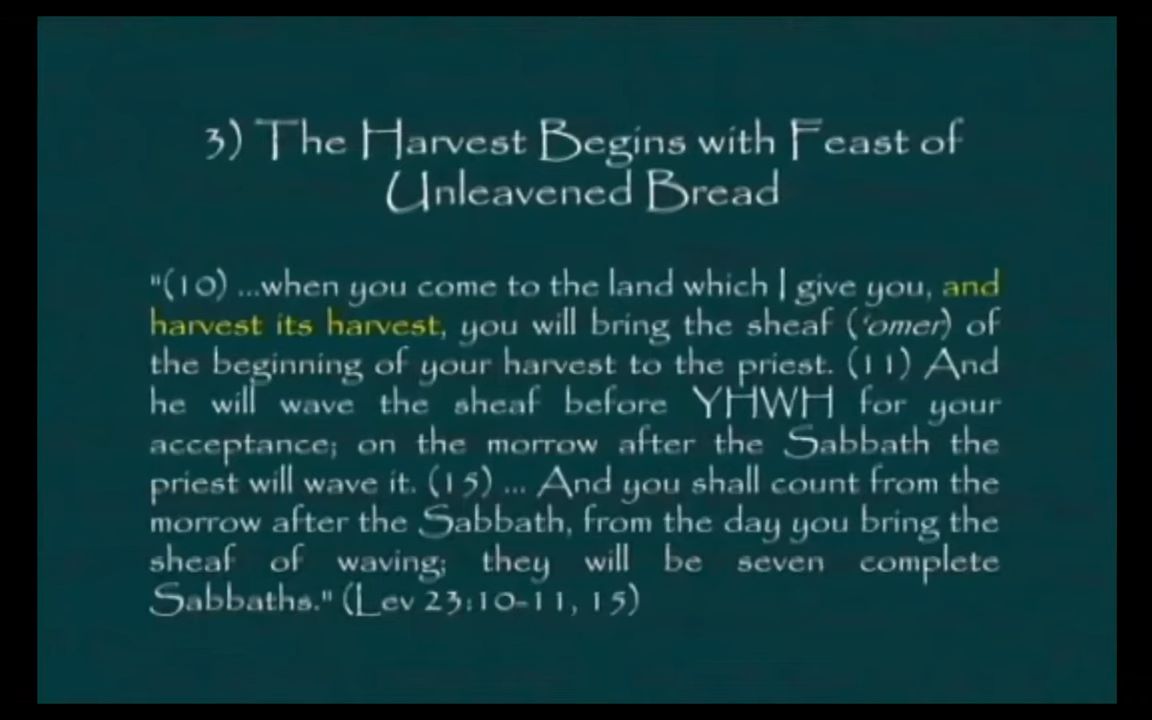 3) The Harvest Begins with Feast of
Unleavened Bread
"(10) ...when you come to the land which I give you, and
harvest its harvest, you will bring the sheaf ('omer) of
the beginning of your harvest to the priest. (11) And
he will wave the sheaf before YHWH for your
acceptance; on the morrow after the Sabbath the
priest will wave it. (15) ... And you shall count from the
morrow after the Sabbath, from the day you bring the
sheaf of waving; they will be seven complete
Sabbaths." (Lev 23:10-11, 15)